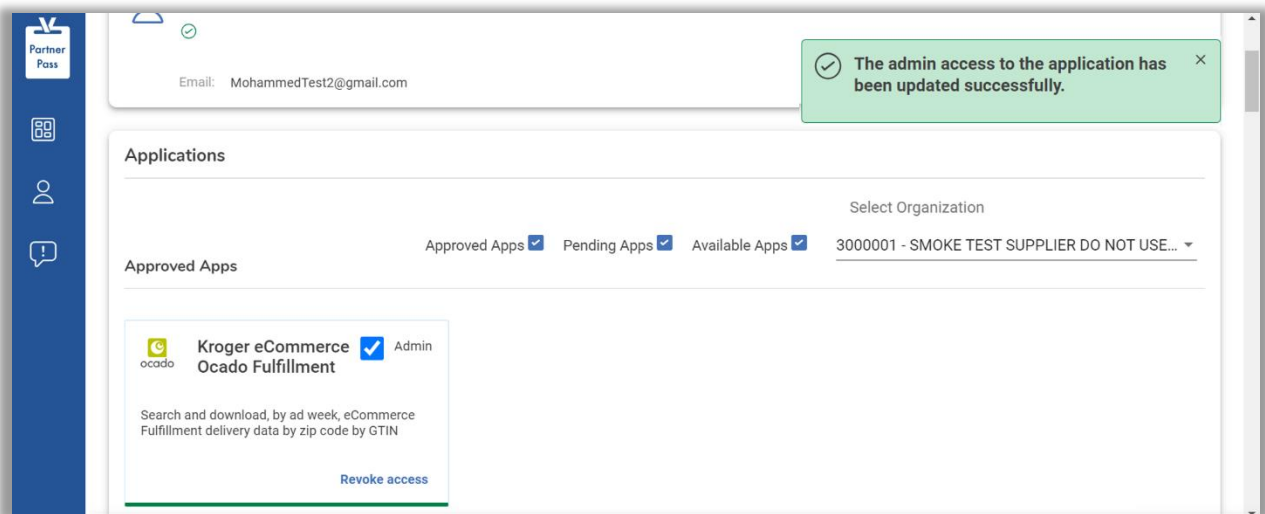 Partner
Pass
Email: MohammedTest2@gmail.com
The admin access to the application has
been updated successfully.
Applications
Select Organization
Approved Apps Pending Apps Available Apps 3000001 - SMOKE TEST SUPPLIER DO NOT USE...
Approved Apps
ocado
Kroger eCommerce Admin
Ocado Fulfillment
Search and download, by ad week, eCommerce
Fulfillment delivery data by zip code by GTIN
Revoke access